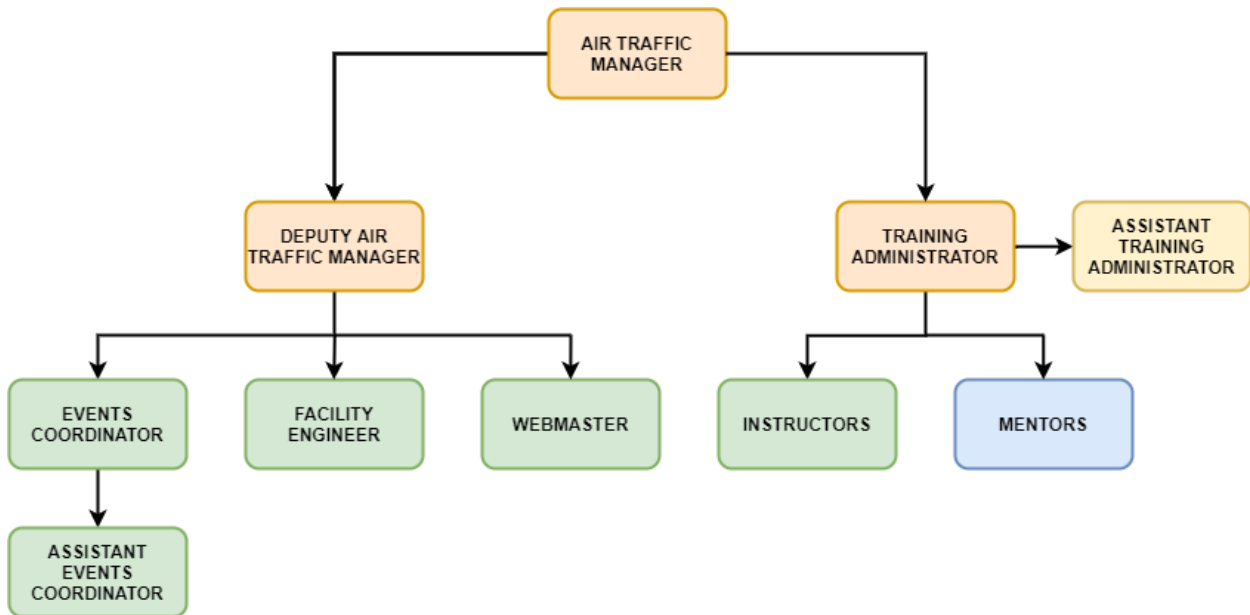 AIR TRAFFIC
MANAGER
DEPUTY AIR
TRAFFIC MANAGER
TRAINING
ADMINISTRATOR
ASSISTANT
TRAINING
ADMINISTRATOR
EVENTS
COORDINATOR
FACILITY
ENGINEER
WEBMASTER
INSTRUCTORS
MENTORS
ASSISTANT
EVENTS
COORDINATOR